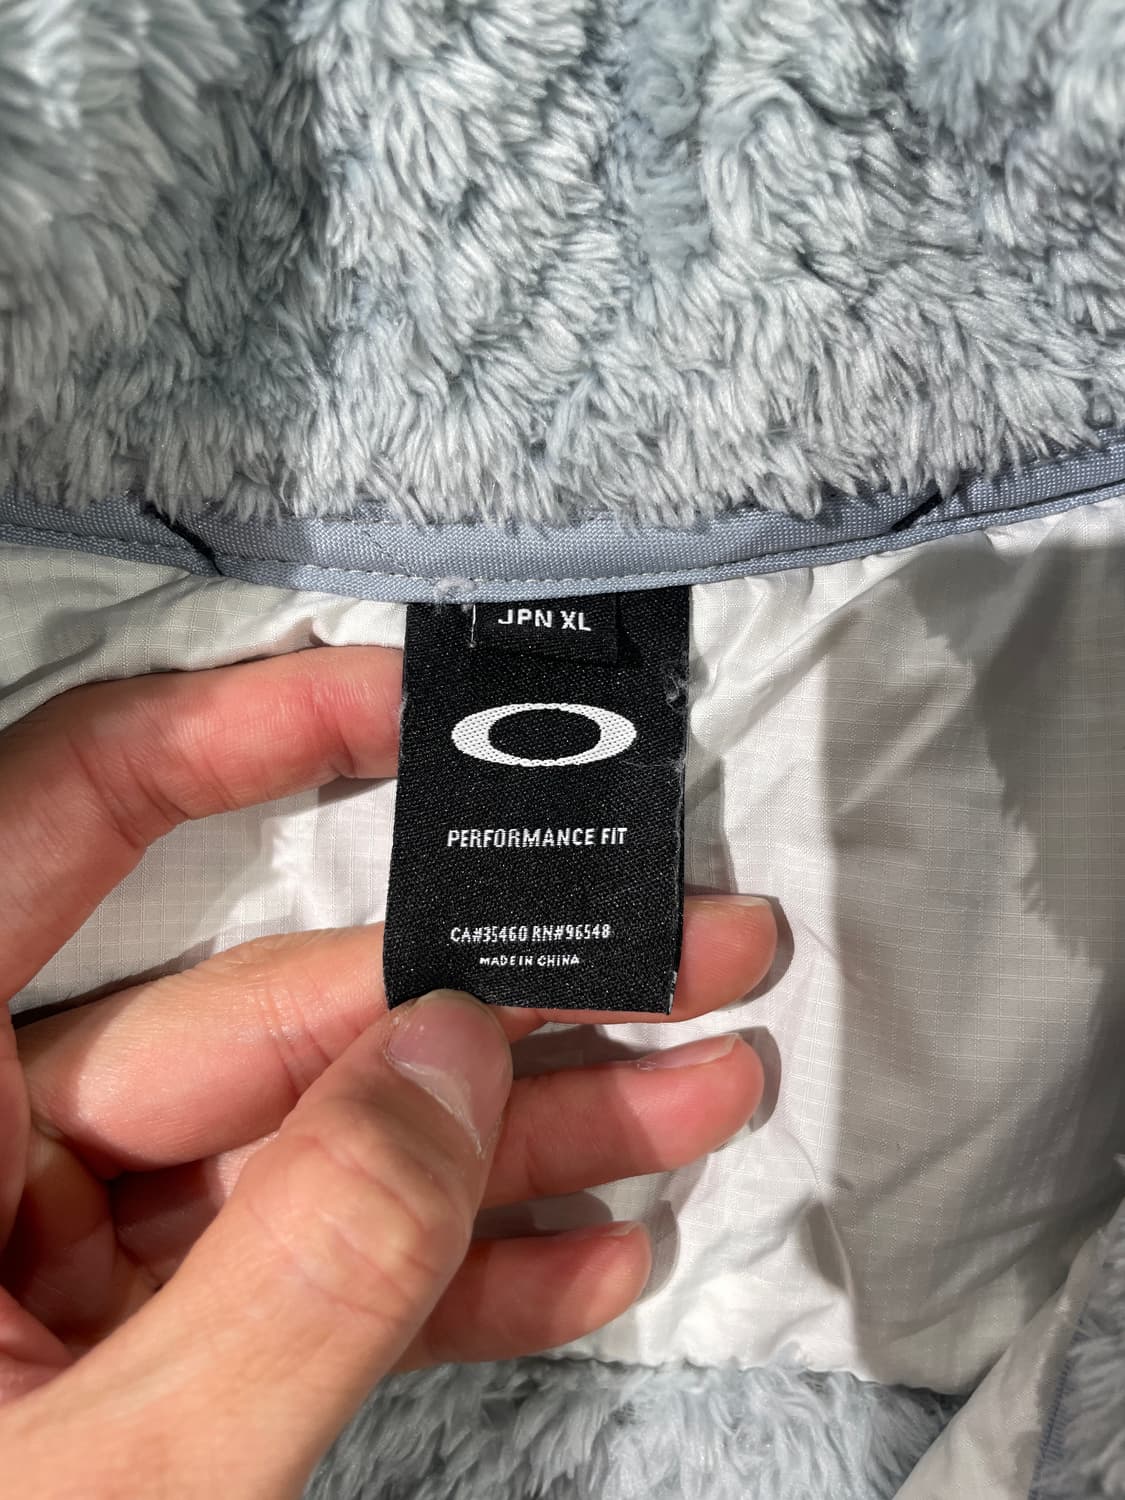 JPN XL
PERFORMANCE FIT
CA#35460 RN#96548
MADE IN CHINA